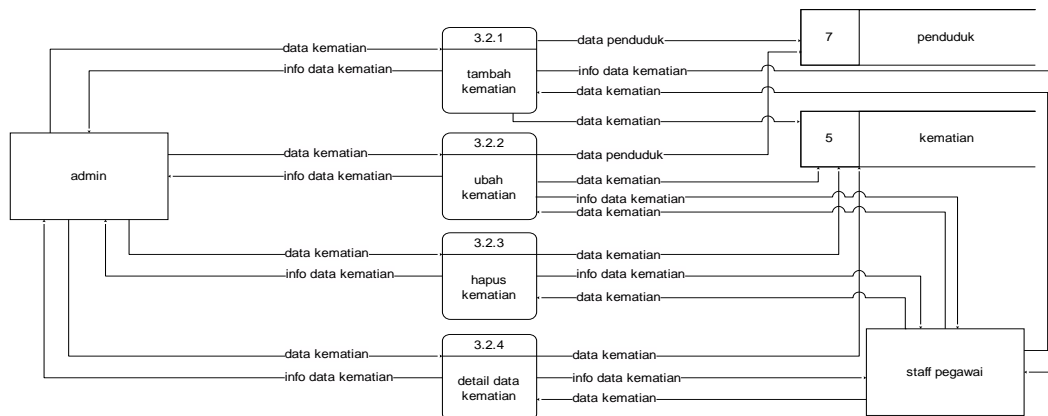 3.2.1
7
penduduk
data kematian
data penduduk
info data kematian
tambah
kematian
info data kematian
data kematian
data kematian
5
kematian
3.2.2
data kematian
data penduduk
admin
info data kematian
ubah
kematian
data kematian
info data kematian
data kematian
3.2.3
data kematian
data kematian
info data kematian
hapus
kematian
info data kematian
data kematian
3.2.4
data kematian
data kematian
staff pegawai
info data kematian
detail data
kematian
info data kematian
data kematian